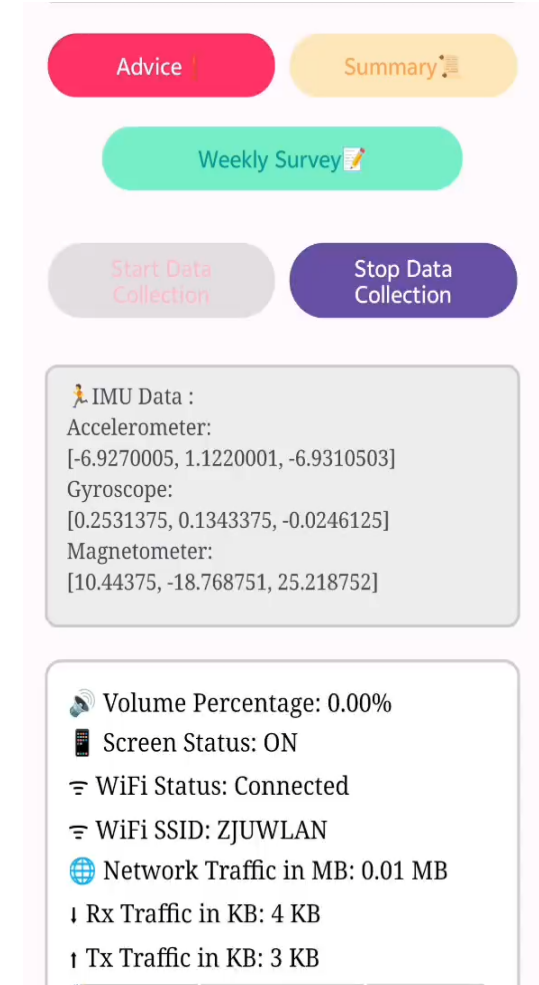 Advice❗
Summary📜
Weekly Survey📝
Start Data
Collection
Stop Data
Collection
🏃IMU Data :
Accelerometer:
[-6.9270005, 1.1220001, -6.9310503]
Gyroscope:
[0.2531375, 0.1343375, -0.0246125]
Magnetometer:
[10.44375, -18.768751, 25.218752]
🔊 Volume Percentage: 0.00%
📱 Screen Status: ON
WiFi Status: Connected
WiFi SSID: ZJUWLAN
🌐 Network Traffic in MB: 0.01 MB
⬇ Rx Traffic in KB: 4 KB
⬆ Tx Traffic in KB: 3 KB